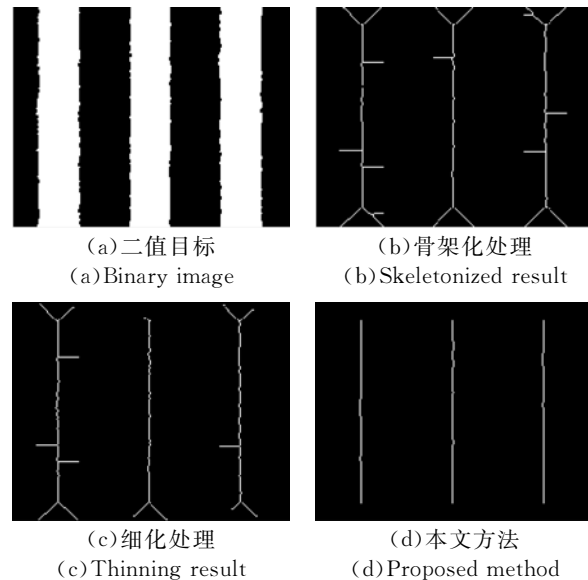 (a)二值目标
(a)Binary image
(b)骨架化处理
(b)Skeletonized result
(c)细化处理
(c)Thinning result
(d)本文方法
(d)Proposed method